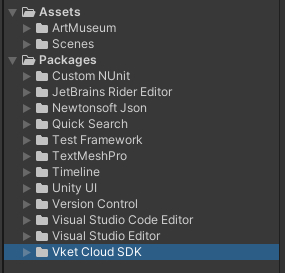 Assets
ArtMuseum
Scenes
Packages
Custom NUnit
JetBrains Rider Editor
Newtonsoft Json
Quick Search
Test Framework
TextMeshPro
Timeline
Unity UI
Version Control
Visual Studio Code Editor
Visual Studio Editor
Vket Cloud SDK